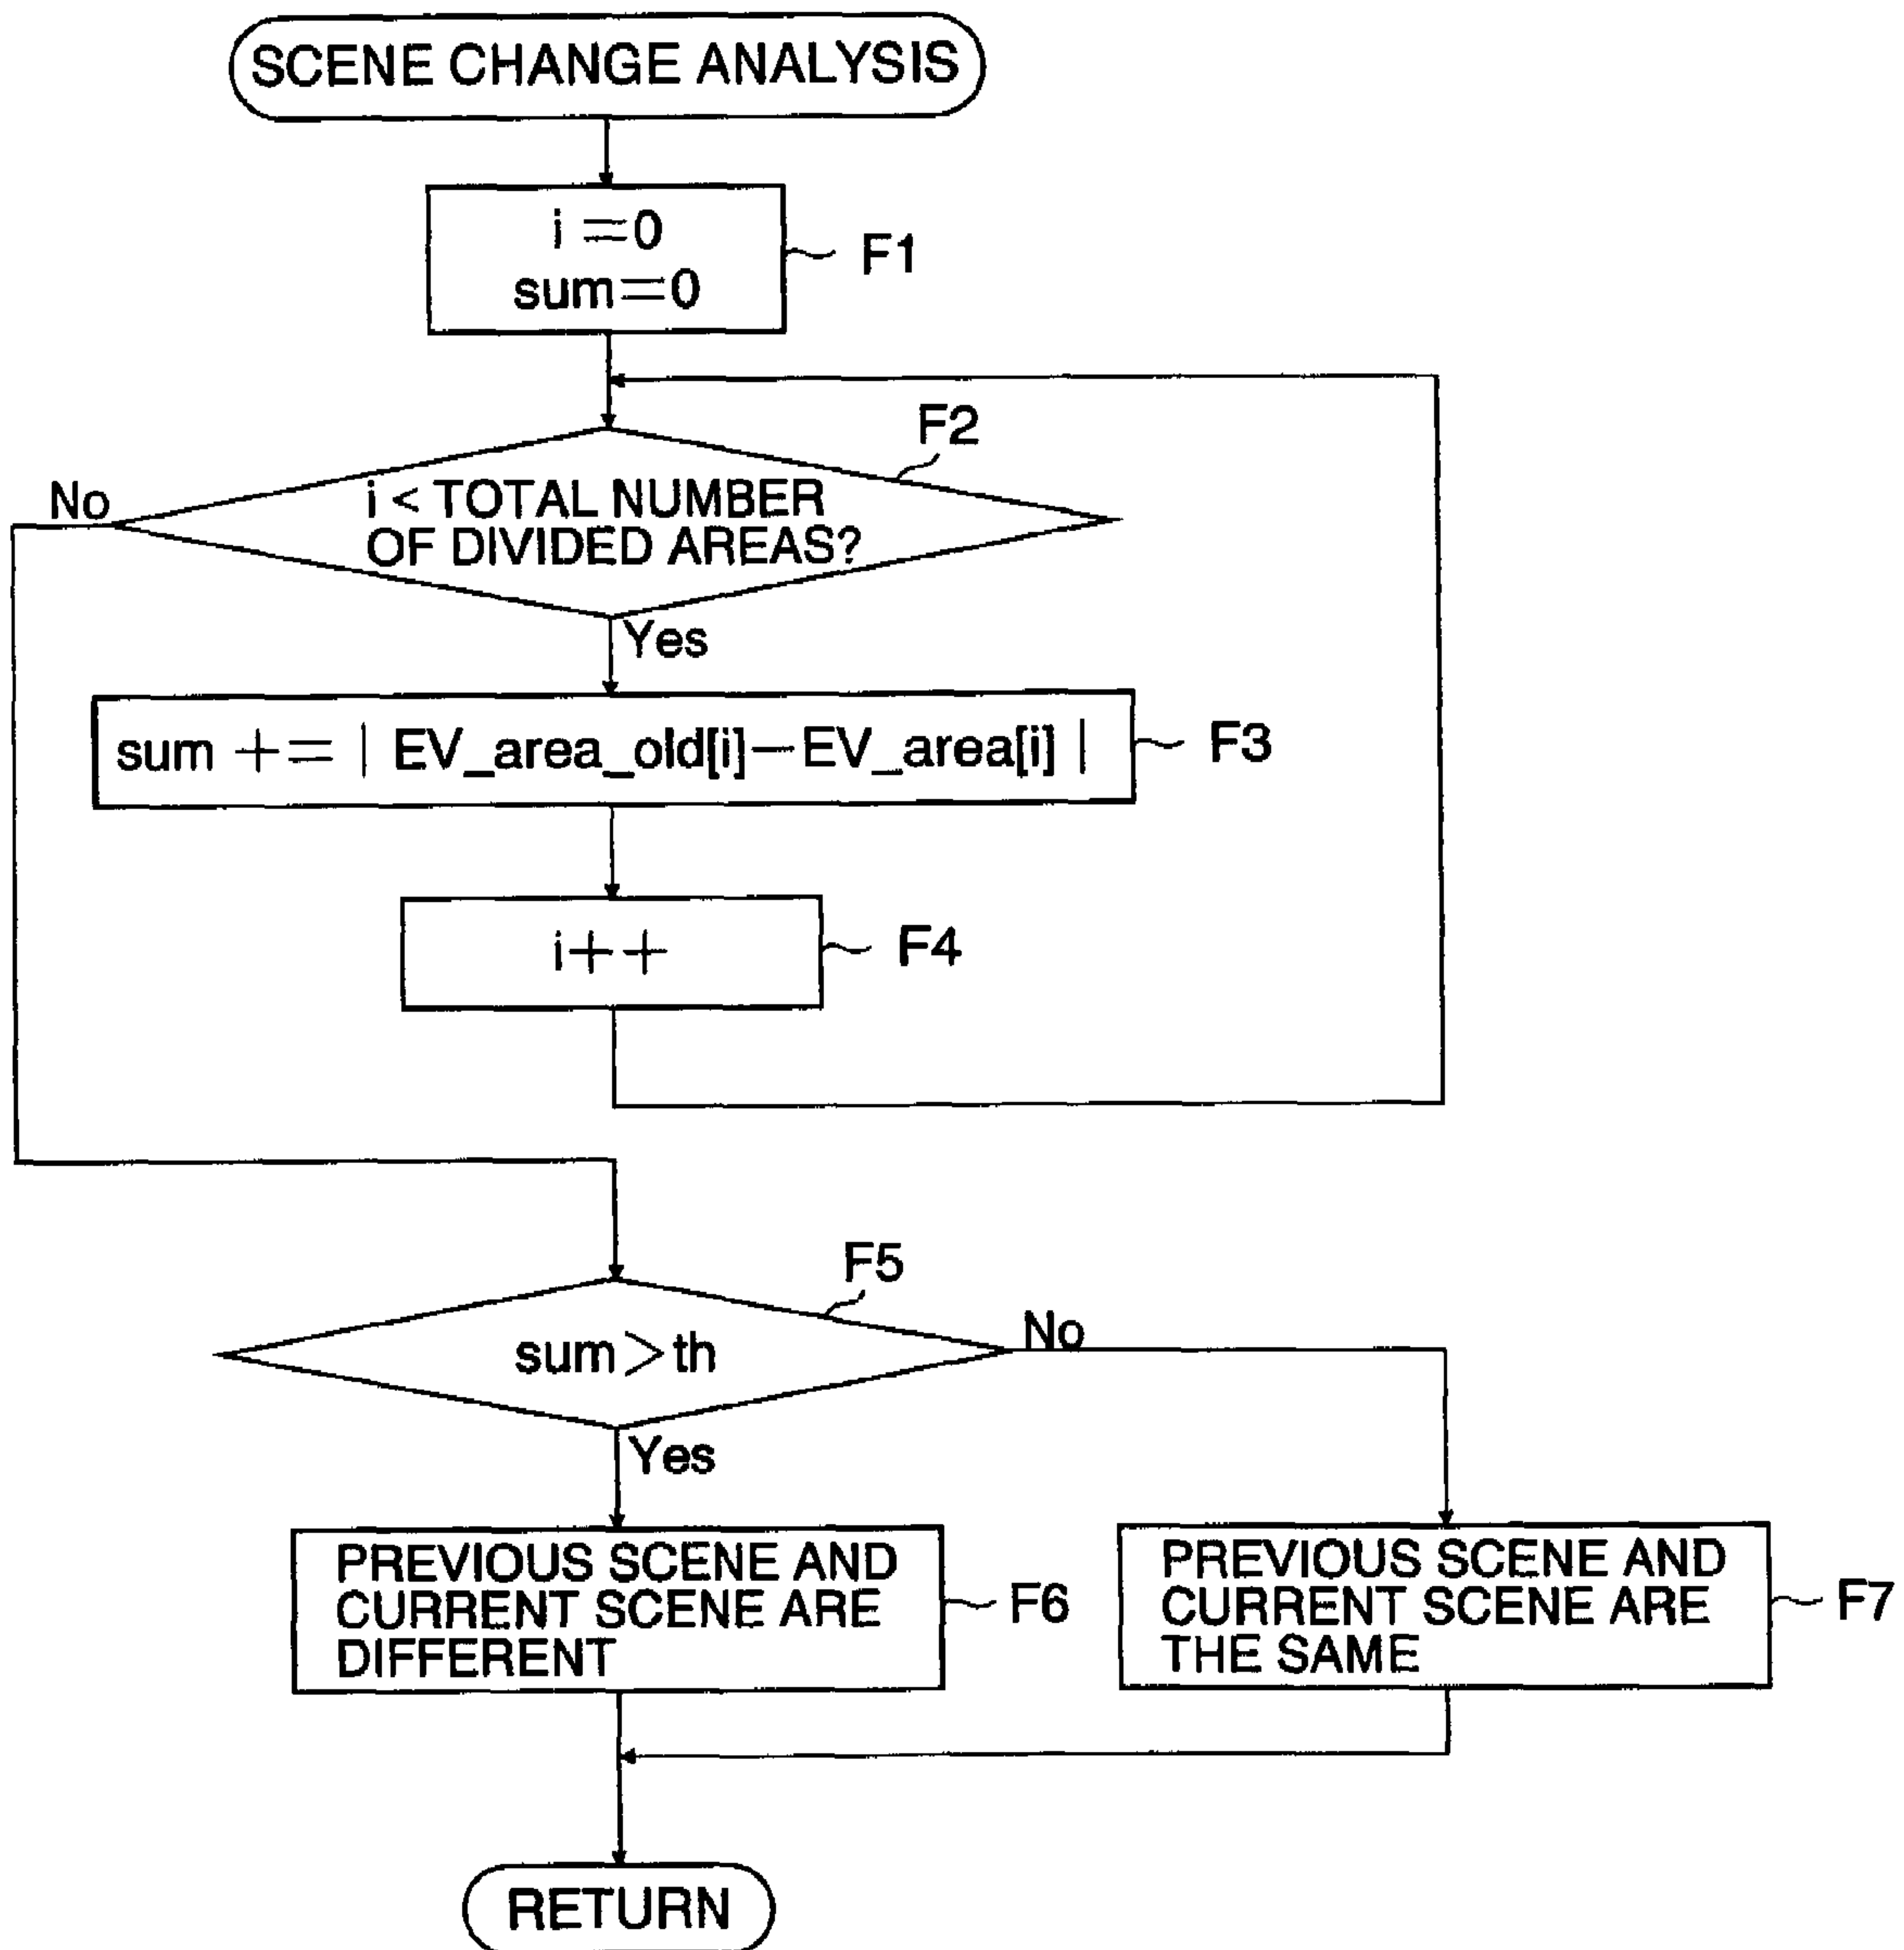 SCENE CHANGE ANALYSIS
i=0
sum=0
F1
F2
No
i < TOTAL NUMBER
OF DIVIDED AREAS?
Yes
sum += | EV_area_old[i]-EV_area[i] |
F3
i++
F4
F5
sum>th
No
Yes
PREVIOUS SCENE AND
CURRENT SCENE ARE
DIFFERENT
F6
PREVIOUS SCENE AND
CURRENT SCENE ARE
THE SAME
F7
RETURN